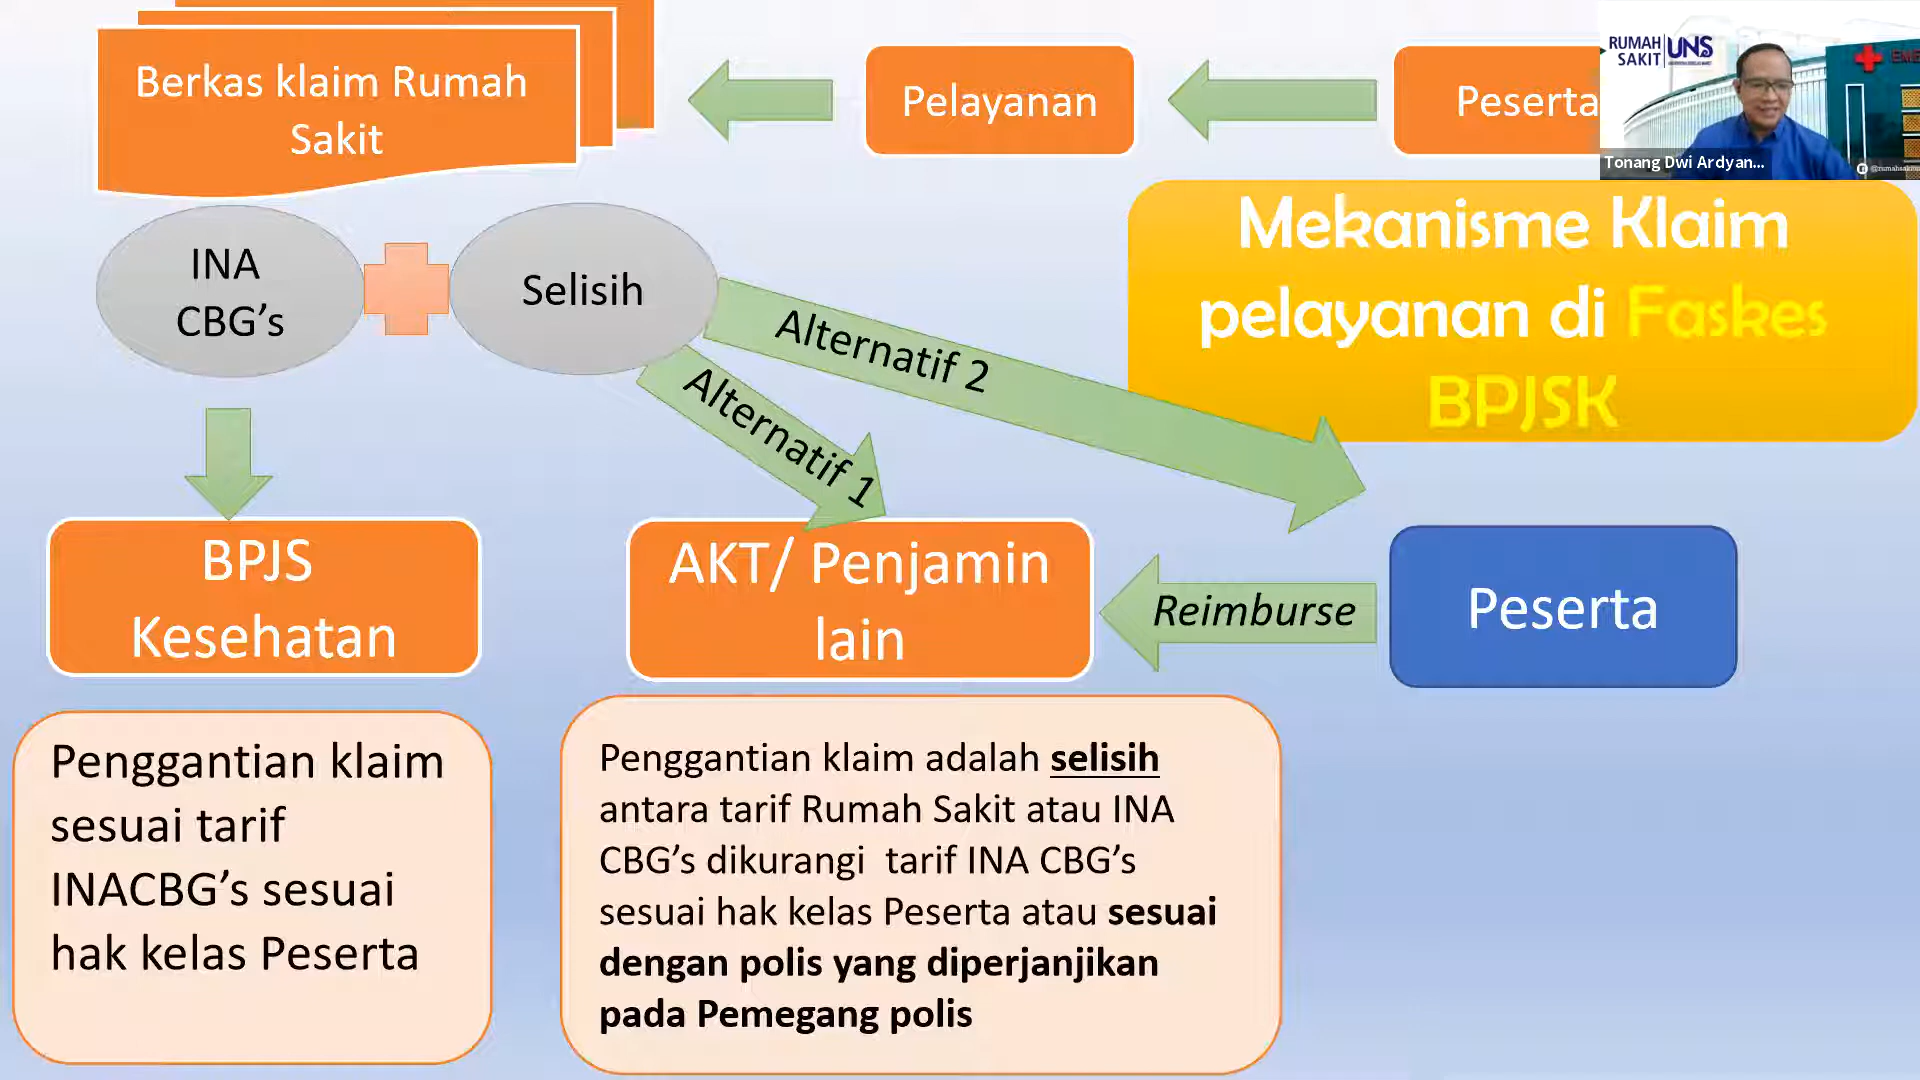 Berkas klaim Rumah
Sakit
Pelayanan
Peserta
RUMAH
SAKIT
UNS
Tonang Dwi Ardyan...
Mekanisme Klaim
pelayanan di Faskes
BPJSK
INA
CBG’s
Selisih
Alternatif 2
Alternatif 1
BPJS
Kesehatan
AKT/ Penjamin
lain
Reimburse
Peserta
Penggantian klaim
sesuai tarif
INACBG’s sesuai
hak kelas Peserta
Penggantian klaim adalah selisih
antara tarif Rumah Sakit atau INA
CBG’s dikurangi  tarif INA CBG’s
sesuai hak kelas Peserta atau sesuai
dengan polis yang diperjanjikan
pada Pemegang polis